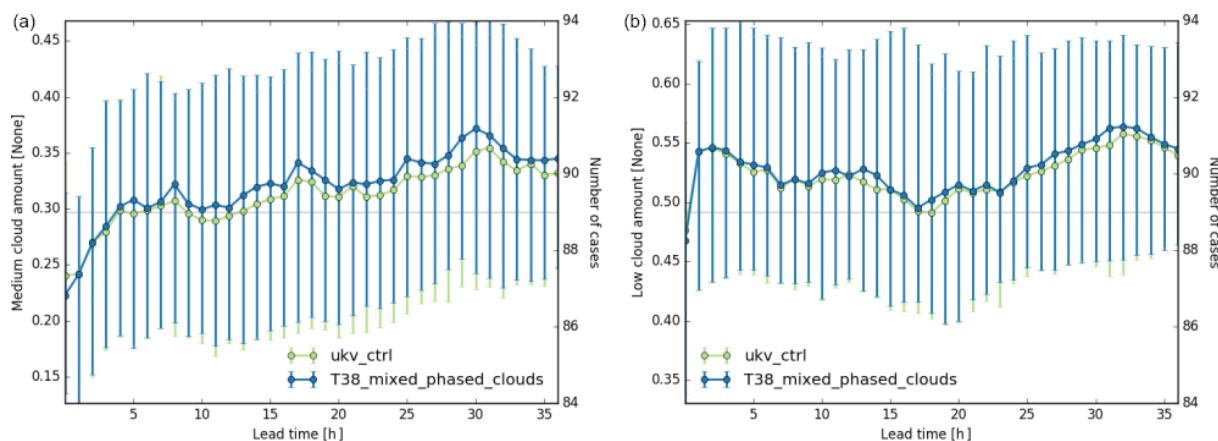 (a)
Medium cloud amount [None]
0.45
0.40
0.35
0.30
0.25
0.20
0.15
94
92
90
88
86
84
Number of cases
ukv_ctrl
T38_mixed_phased_clouds
5 10 15 20 25 30 35
Lead time [h]
(b)
Low cloud amount [None]
0.65
0.60
0.55
0.50
0.45
0.40
0.35
94
92
90
88
86
84
Number of cases
ukv_ctrl
T38_mixed_phased_clouds
5 10 15 20 25 30 35
Lead time [h]